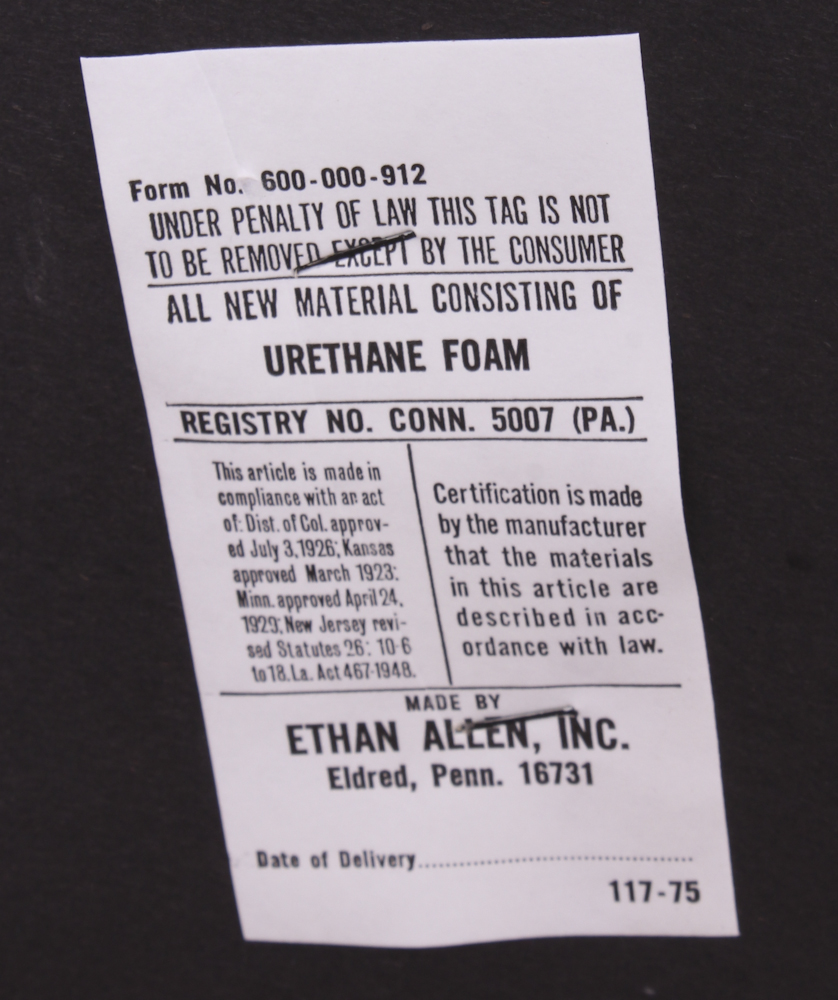 Form No. 600-000-912
UNDER PENALTY OF LAW THIS TAG IS NOT
TO BE REMOVED EXCEPT BY THE CONSUMER
ALL NEW MATERIAL CONSISTING OF
URETHANE FOAM
REGISTRY NO. CONN. 5007 (PA.)
This article is made in
compliance with an act
of: Dist. of Col. approv-
ed July 3, 1926; Kansas
approved March 1923:
Minn. approved April 24,
1929; New Jersey revi-
sed Statutes 26: 10-6
to 18. La. Act 467-1948.
Certification is made
by the manufacturer
that the materials
in this article are
described in acc-
ordance with law.
MADE BY
ETHAN ALLEN, INC.
Eldred, Penn. 16731
Date of Delivery........................................
117-75